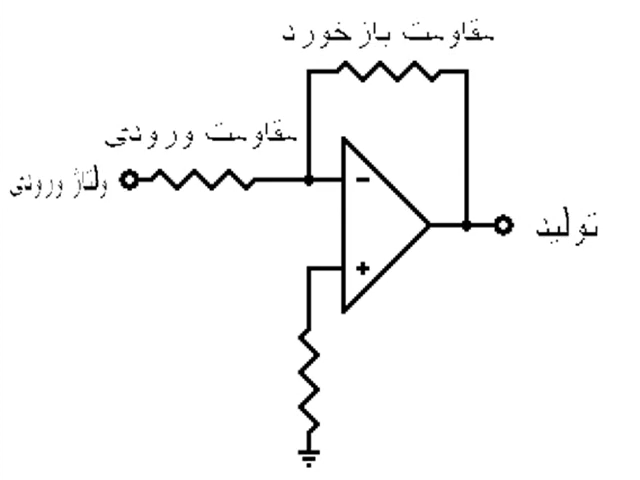 مقاومت بازخورد
مقاومت ورودی
ولتاژ ورودی
تولید
-
+